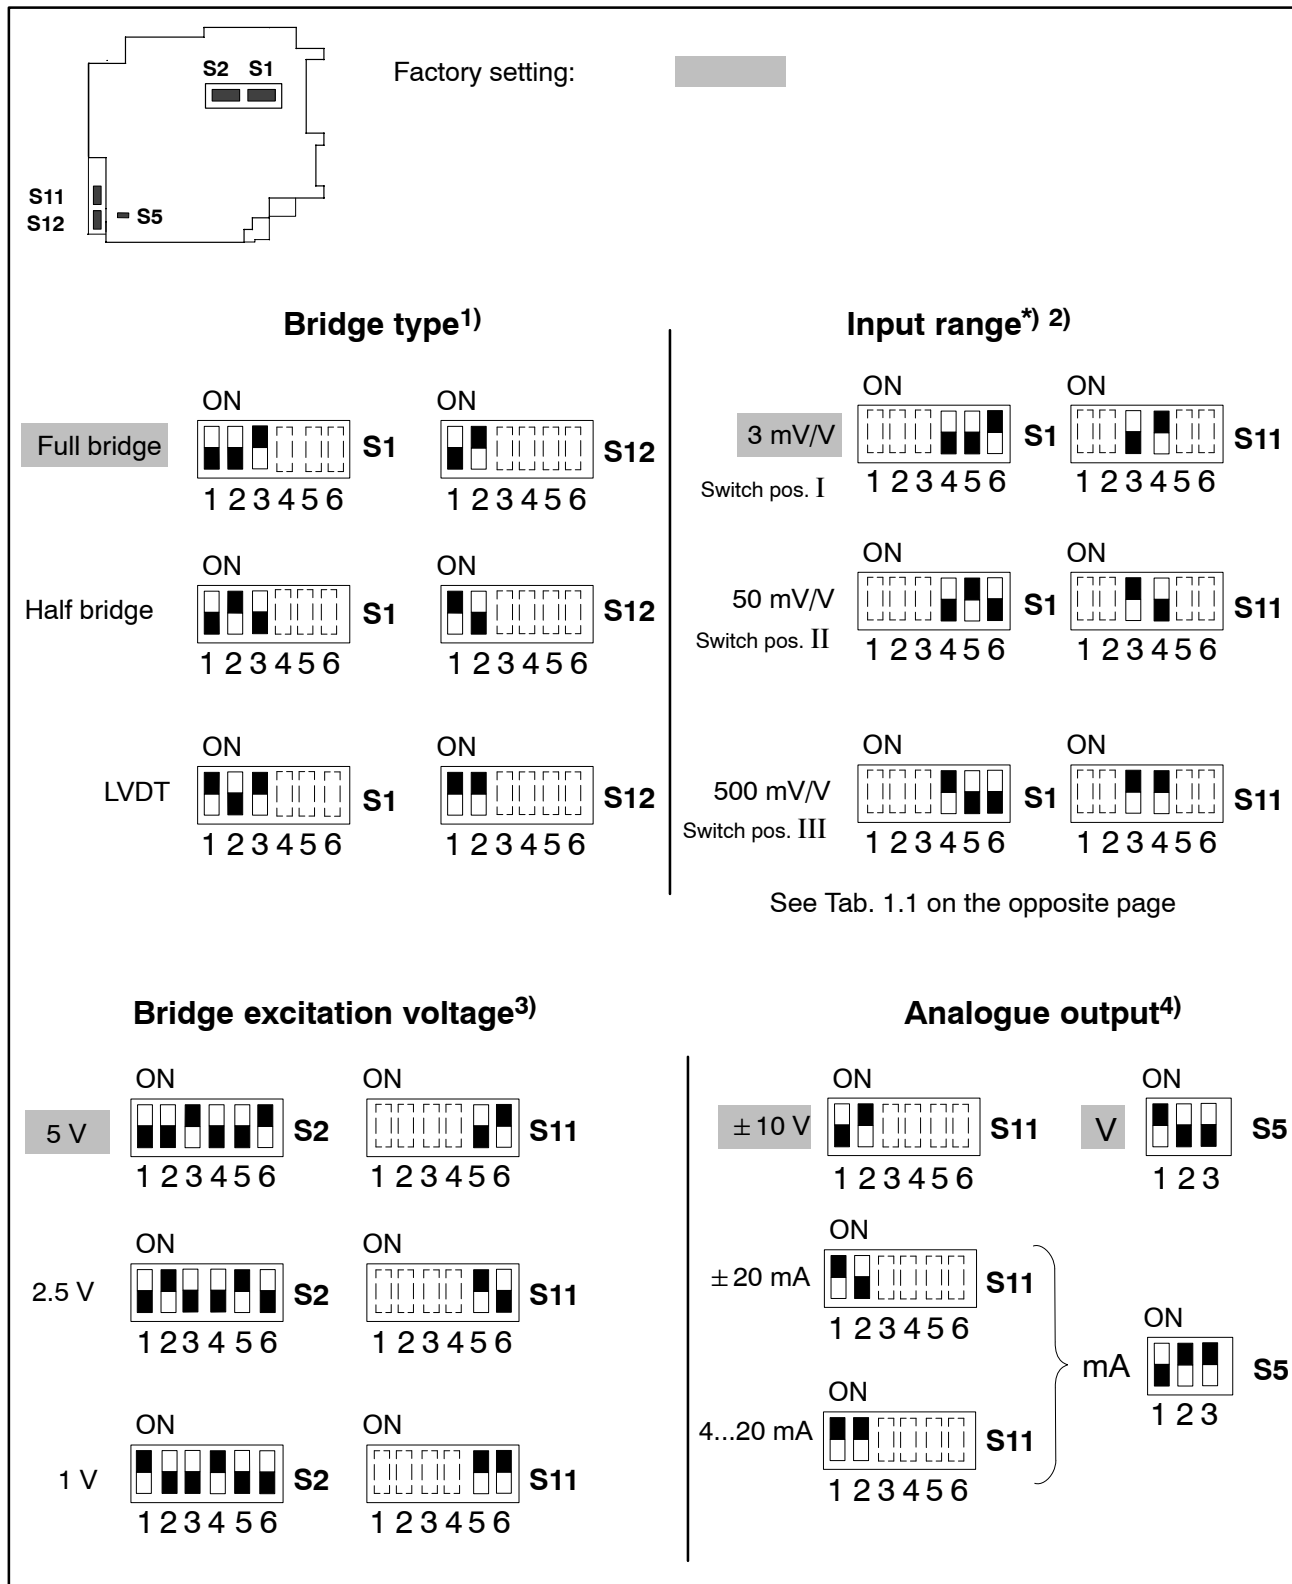 S2 S1
Factory setting:
S11
S12
S5
Bridge type1)
Input range*) 2)
ON ON
Full bridge S1 S12
1 2 3 4 5 6 1 2 3 4 5 6
ON ON
3 mV/V S1 S11
Switch pos. I
1 2 3 4 5 6 1 2 3 4 5 6
ON ON
Half bridge S1 S12
1 2 3 4 5 6 1 2 3 4 5 6
ON ON
50 mV/V S1 S11
Switch pos. II
1 2 3 4 5 6 1 2 3 4 5 6
ON ON
LVDT S1 S12
1 2 3 4 5 6 1 2 3 4 5 6
ON ON
500 mV/V S1 S11
Switch pos. III
1 2 3 4 5 6 1 2 3 4 5 6
See Tab. 1.1 on the opposite page
Bridge excitation voltage3)
Analogue output4)
ON ON
5 V S2 S11
1 2 3 4 5 6 1 2 3 4 5 6
ON ON
± 10 V S11 V S5
1 2 3 4 5 6 1 2 3
ON ON
2.5 V S2 S11
1 2 3 4 5 6 1 2 3 4 5 6
ON
± 20 mA S11
1 2 3 4 5 6
ON
mA S5
1 2 3
ON ON
1 V S2 S11
1 2 3 4 5 6 1 2 3 4 5 6
ON
4...20 mA S11
1 2 3 4 5 6